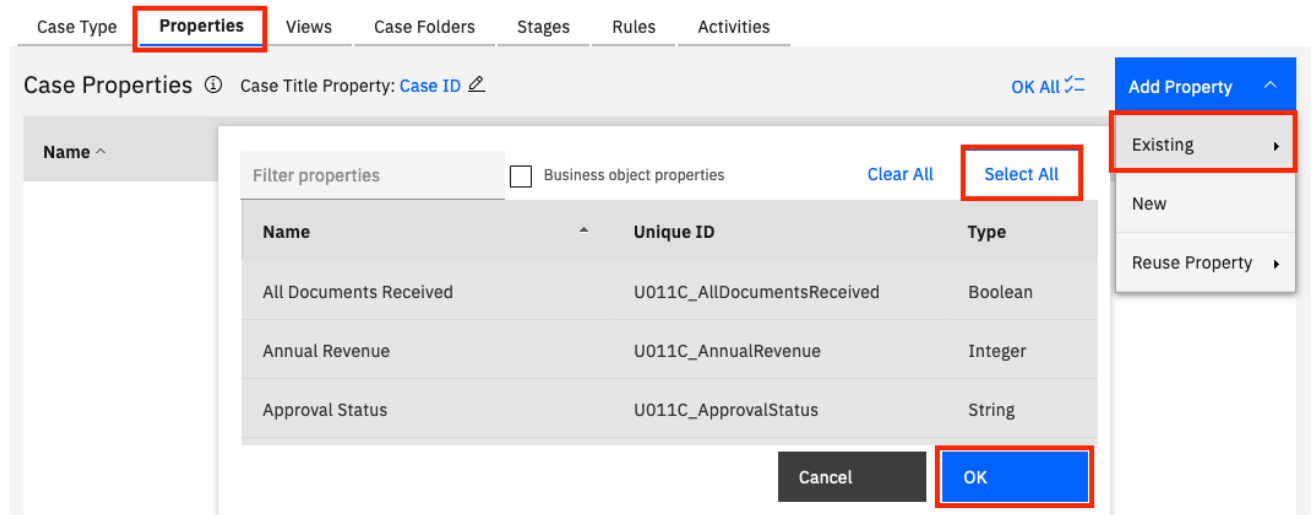 Case Type Properties Views Case Folders Stages Rules Activities
Case Properties Case Title Property: Case ID OK All Add Property
Name
Existing
New
Reuse Property
Filter properties Business object properties Clear All Select All
Name Unique ID Type
All Documents Received U011C_AllDocumentsReceived Boolean
Annual Revenue U011C_AnnualRevenue Integer
Approval Status U011C_ApprovalStatus String
Cancel OK